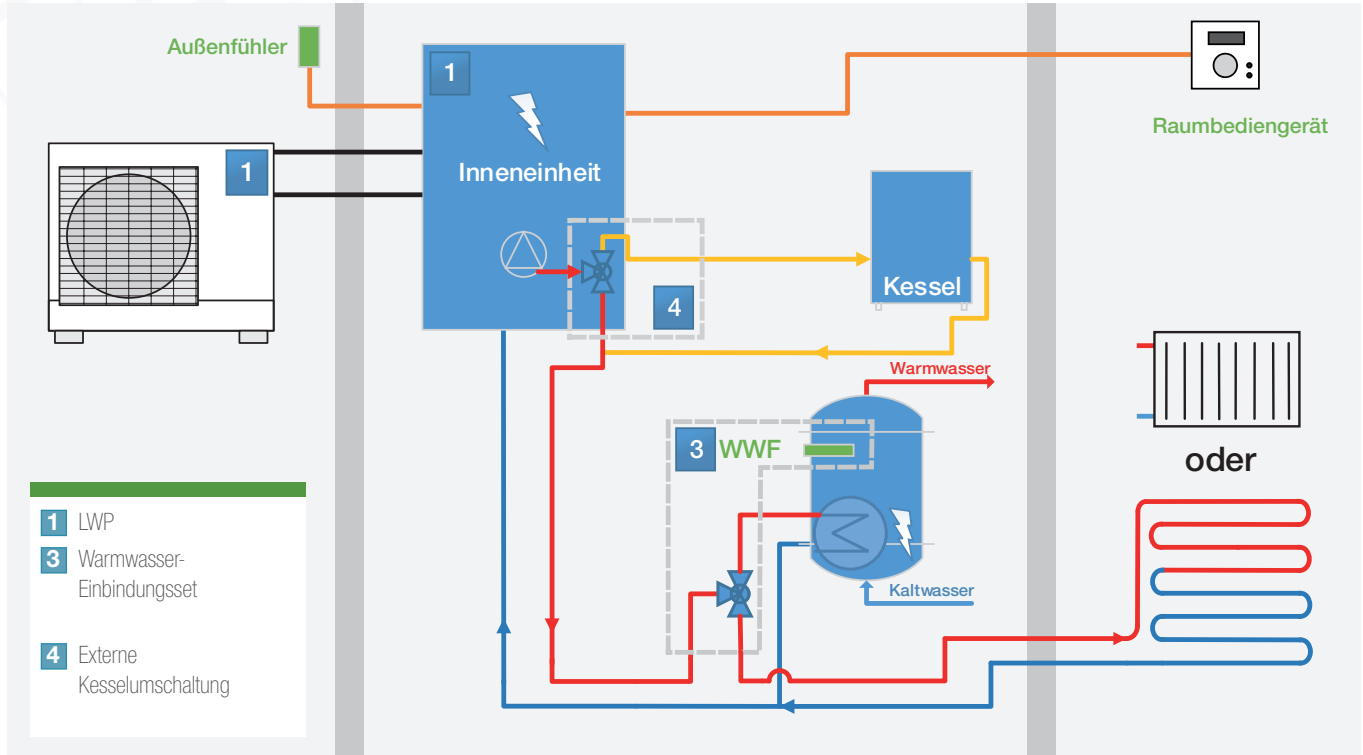 Außenfühler
1
1
Inneneinheit
Raumbediengerät
Kessel
4
Warmwasser
3 WWF
oder
Kaltwasser
1 LWP
3 Warmwasser-
Einbindungsset
4 Externe
Kesselumschaltung